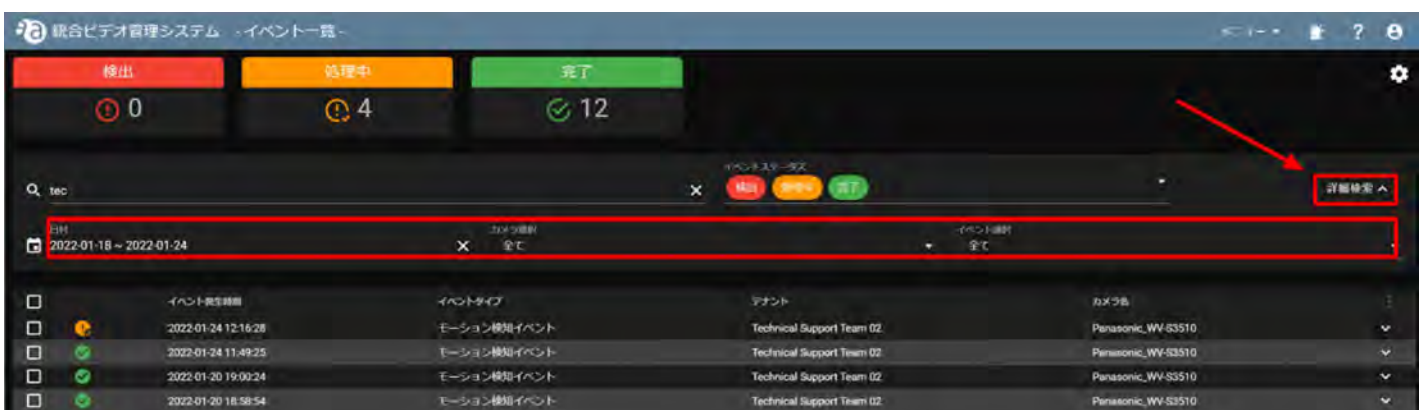 統合ビデオ管理システム -イベント一覧-
?
検出 処理中 完了
0 4 12
イベントステータス
tec × 検出 処理中 完了 詳細検索
日付 カメラ選択 イベント選択
2022-01-18 ~ 2022-01-24 × 全て 全て
イベント発生時間 イベントタイプ テナント カメラ名
2022-01-24 12:16:28 モーション検知イベント Technical Support Team 02 Panasonic_WV-S3510
2022-01-24 11:49:25 モーション検知イベント Technical Support Team 02 Panasonic_WV-S3510
2022-01-20 19:00:24 モーション検知イベント Technical Support Team 02 Panasonic_WV-S3510
2022-01-20 18:58:54 モーション検知イベント Technical Support Team 02 Panasonic_WV-S3510